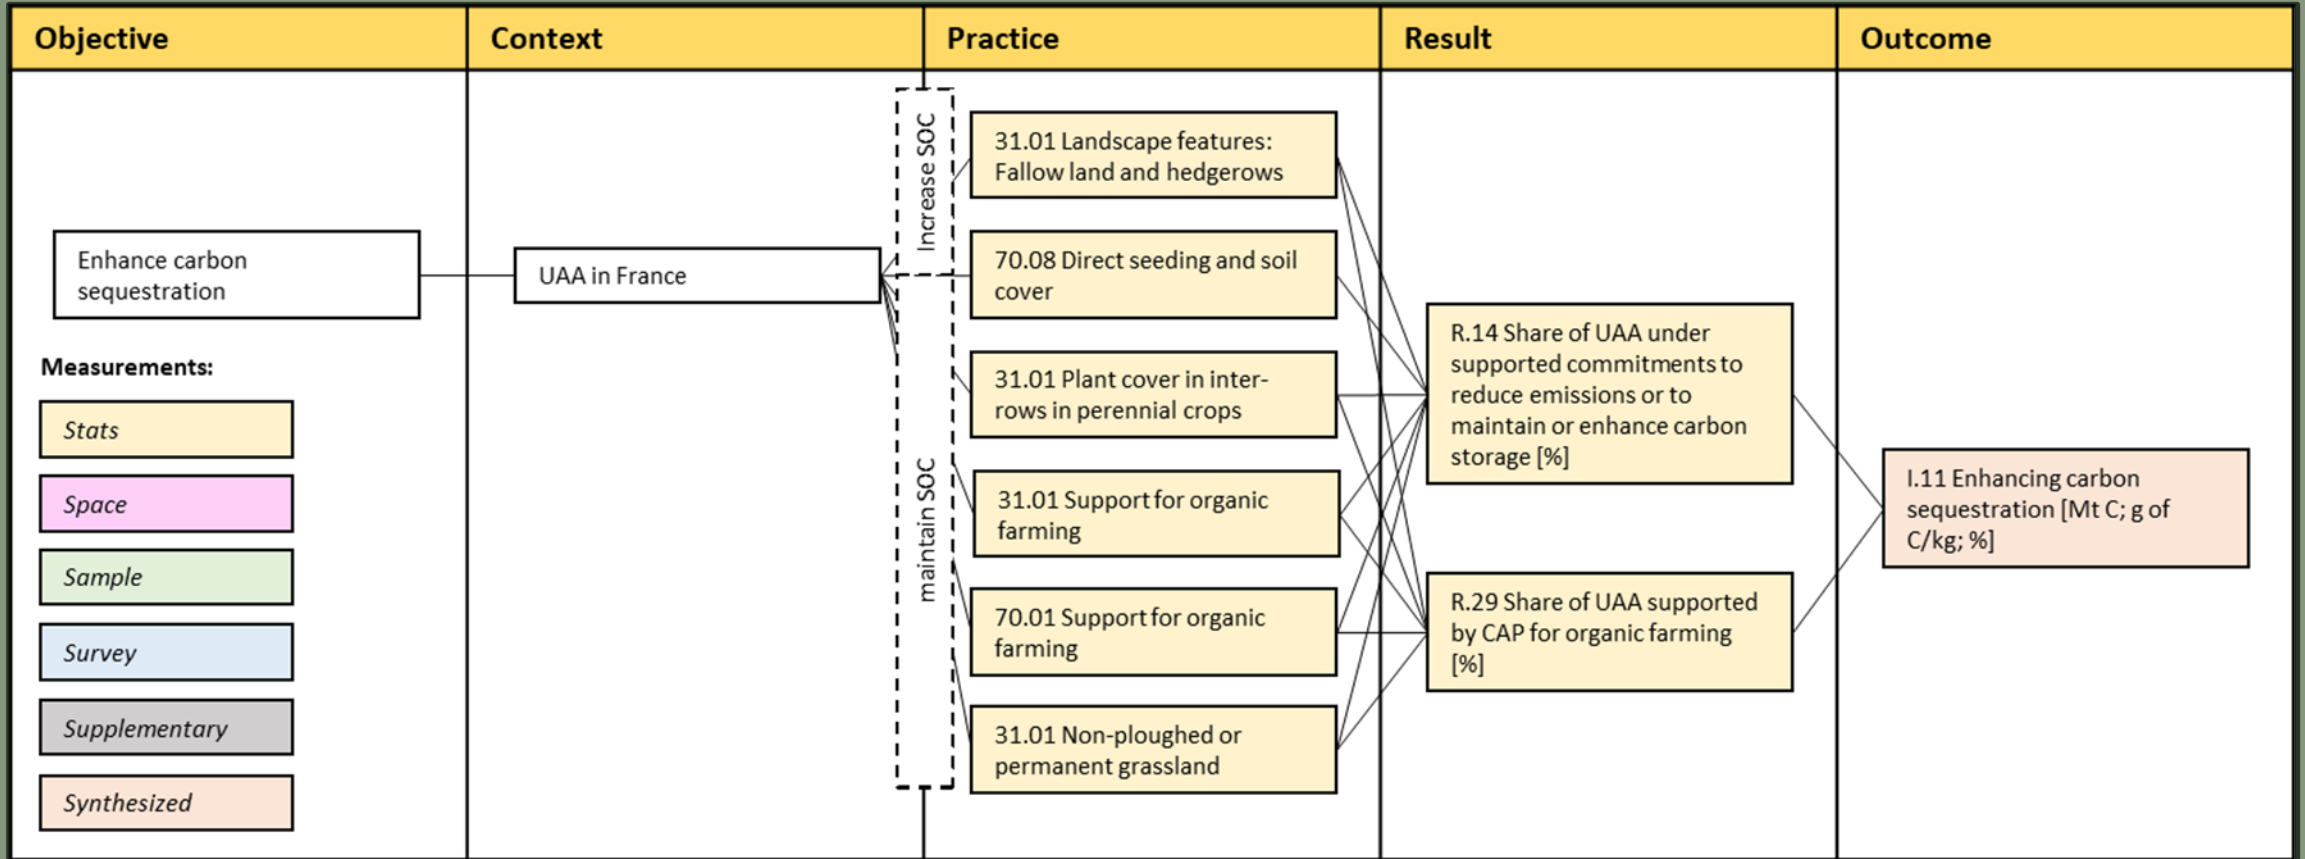 Objective
Context
Practice
Result
Outcome
Enhance carbon
sequestration
Measurements:
Stats
Space
Sample
Survey
Supplementary
Synthesized
UAA in France
Increase SOC
maintain SOC
31.01 Landscape features:
Fallow land and hedgerows
70.08 Direct seeding and soil
cover
31.01 Plant cover in inter-
rows in perennial crops
31.01 Support for organic
farming
70.01 Support for organic
farming
31.01 Non-ploughed or
permanent grassland
R.14 Share of UAA under
supported commitments to
reduce emissions or to
maintain or enhance carbon
storage [%]
R.29 Share of UAA supported
by CAP for organic farming
[%]
I.11 Enhancing carbon
sequestration [Mt C; g of
C/kg; %]